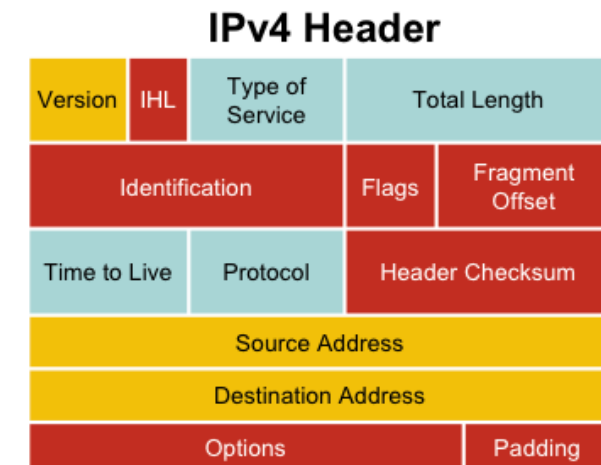 IPv4 Header
Version IHL Type of Service Total Length
Identification Flags Fragment Offset
Time to Live Protocol Header Checksum
Source Address
Destination Address
Options Padding